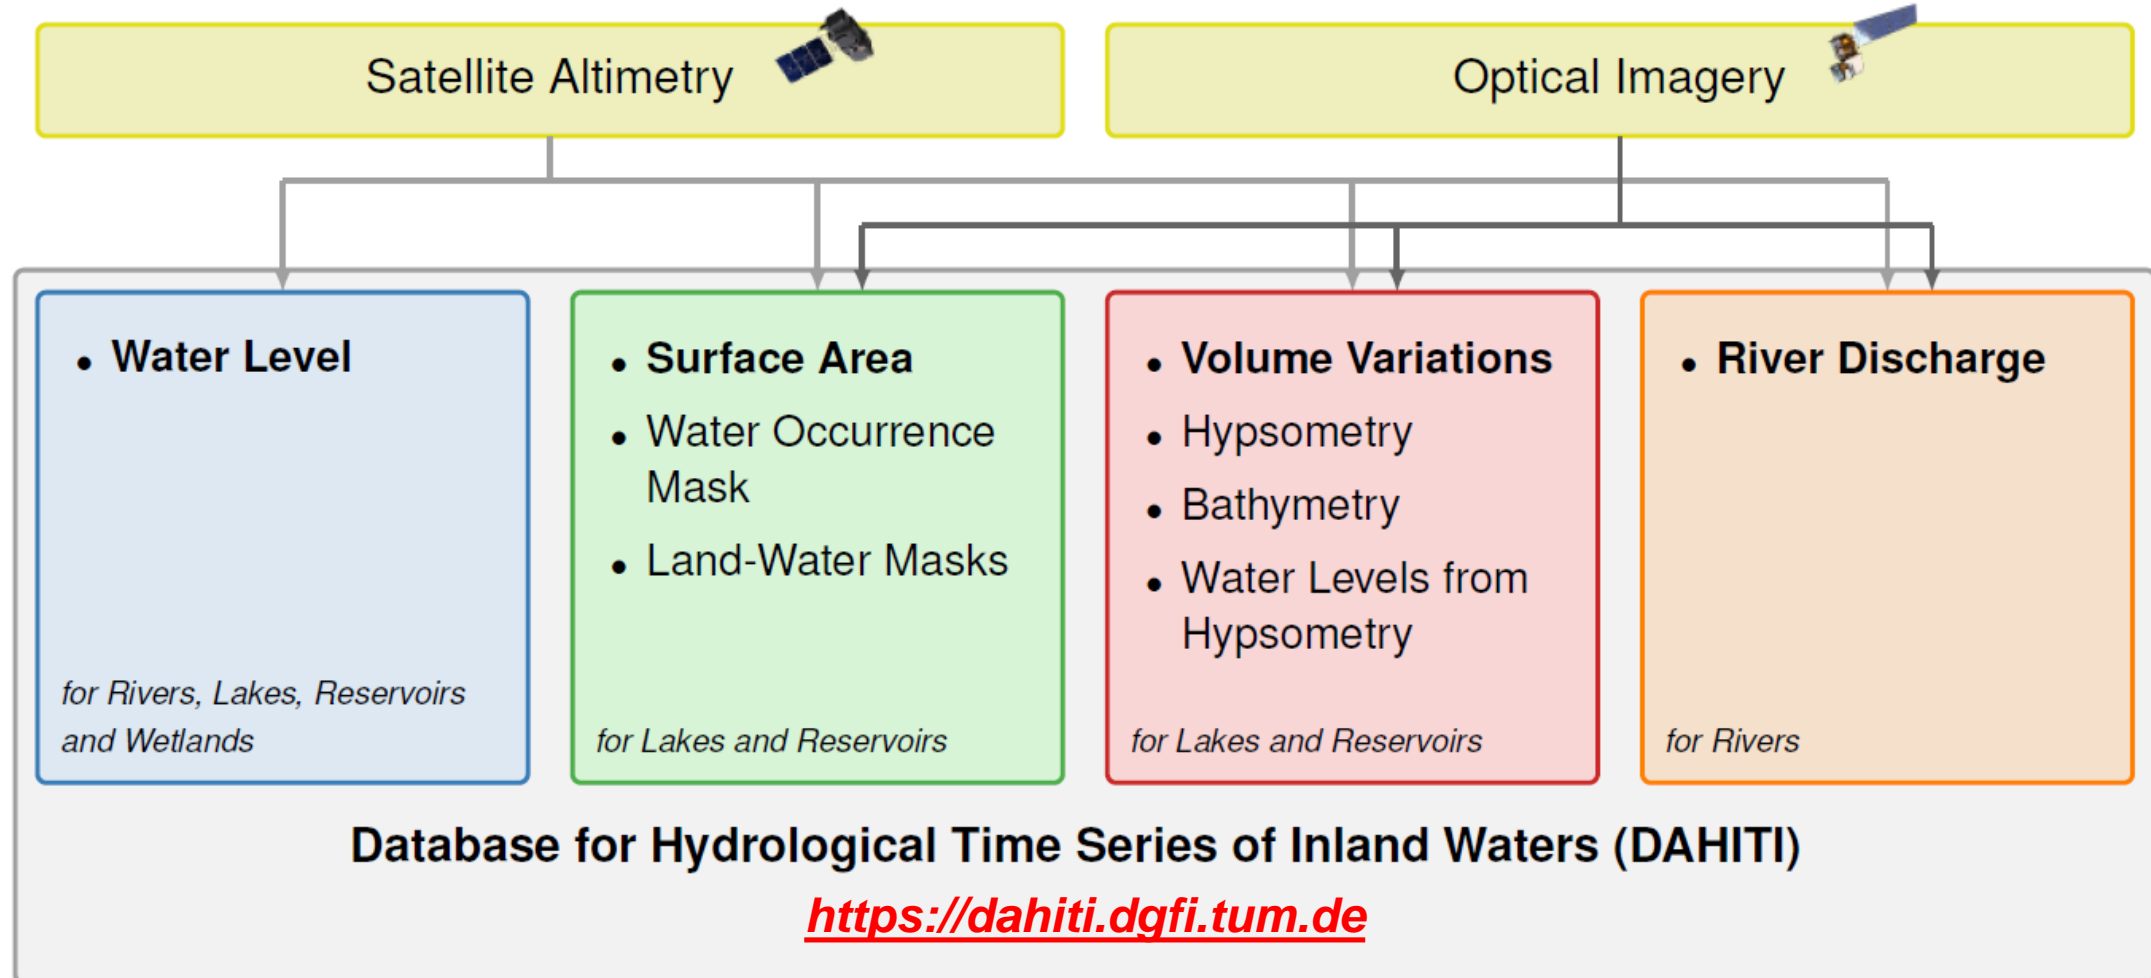 Satellite Altimetry
Optical Imagery
• Water Level
for Rivers, Lakes, Reservoirs
and Wetlands
• Surface Area
• Water Occurrence
Mask
• Land-Water Masks
for Lakes and Reservoirs
• Volume Variations
• Hypsometry
• Bathymetry
• Water Levels from
Hypsometry
for Lakes and Reservoirs
• River Discharge
for Rivers
Database for Hydrological Time Series of Inland Waters (DAHITI)
https://dahiti.dgfi.tum.de